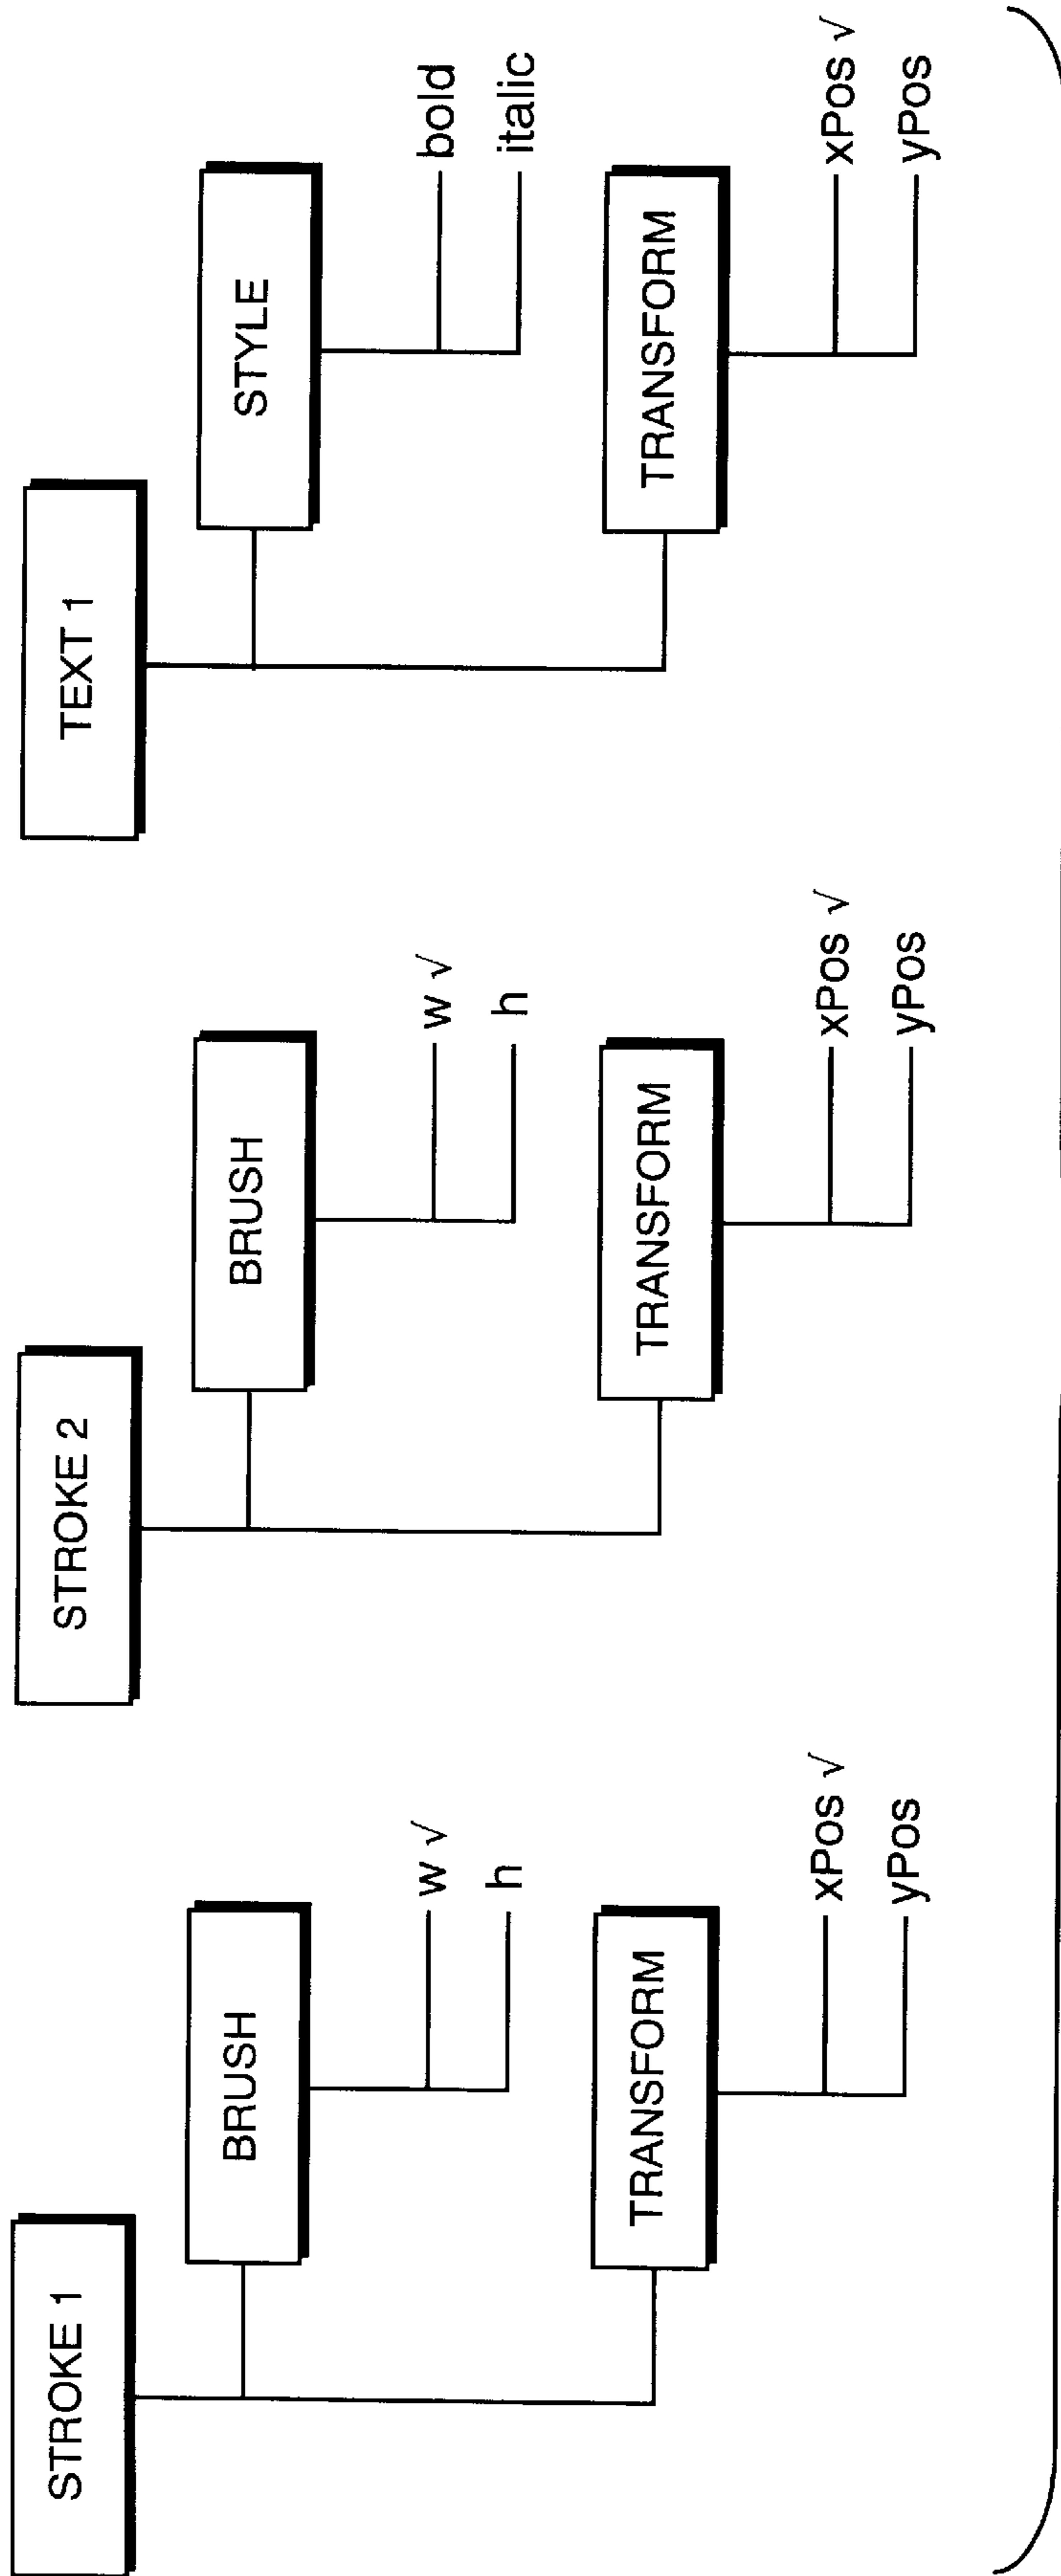 STROKE 1
BRUSH
w √
h
TRANSFORM
xPos √
yPos
STROKE 2
BRUSH
w √
h
TRANSFORM
xPos √
yPos
TEXT 1
STYLE
bold
italic
TRANSFORM
xPos √
yPos